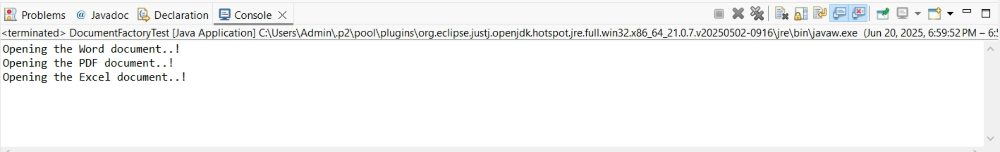 Problems @ Javadoc Declaration Console
<terminated> DocumentFactoryTest [Java Application] C:\Users\Admin\.p2\pool\plugins\org.eclipse.justj.openjdk.hotspot.jre.full.win32.x86_64_21.0.7.v20250502-0916\jre\bin\javaw.exe (Jun 20, 2025, 6:59:52 PM – 6:5
Opening the Word document..!
Opening the PDF document..!
Opening the Excel document..!